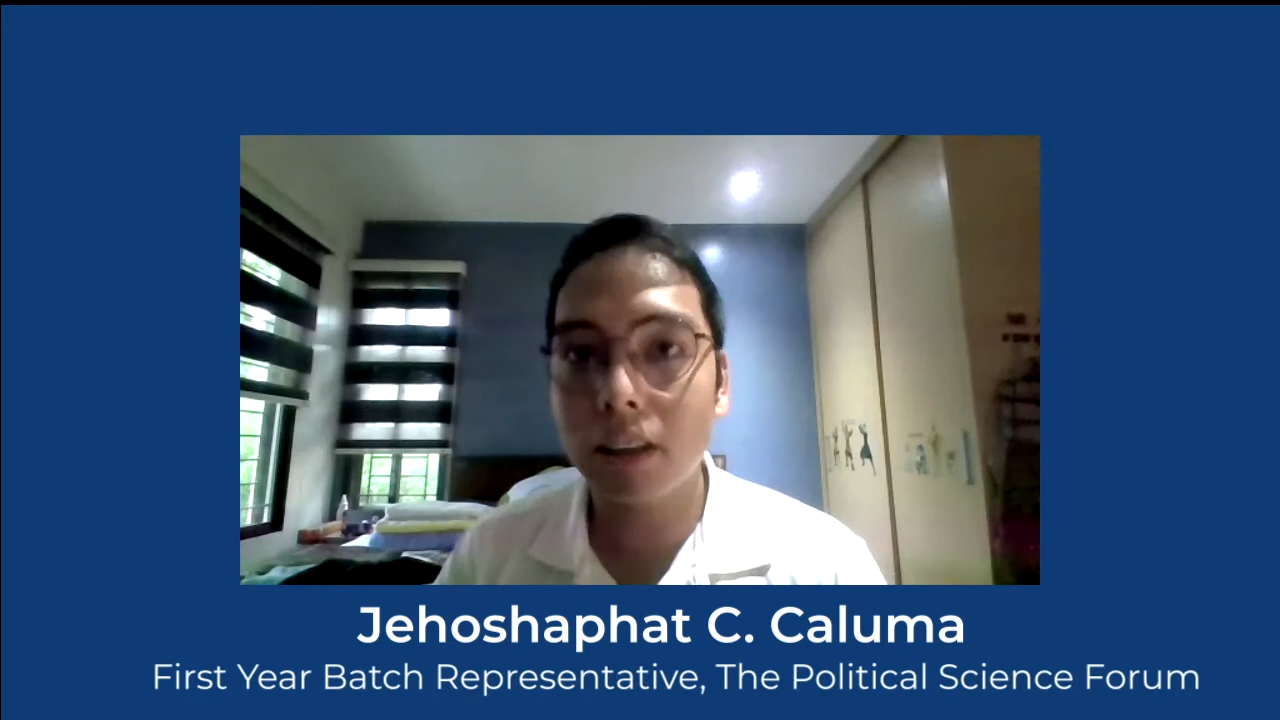 Jehoshaphat C. Caluma
First Year Batch Representative, The Political Science Forum